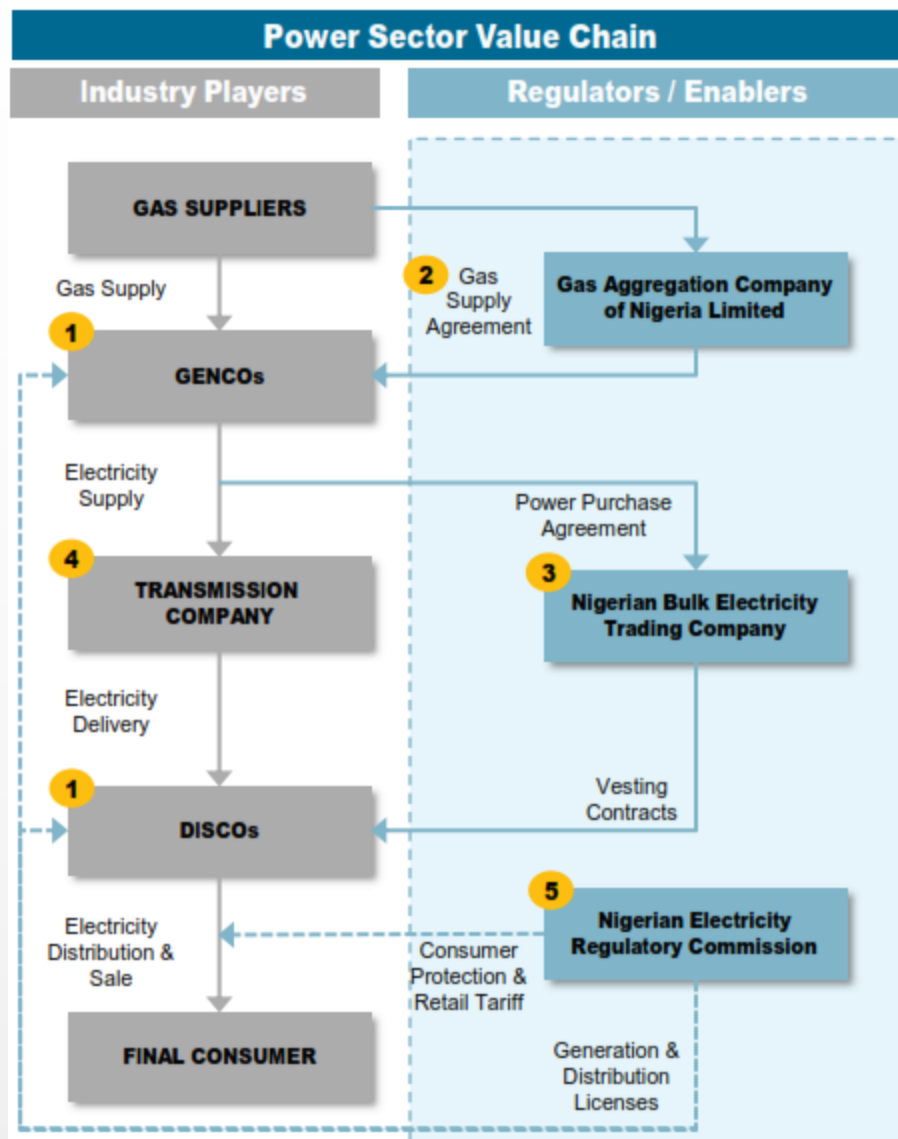 Power Sector Value Chain
Industry Players
Regulators / Enablers
GAS SUPPLIERS
Gas Supply
2
Gas
Supply
Agreement
Gas Aggregation Company
of Nigeria Limited
1
GENCOs
Electricity
Supply
Power Purchase
Agreement
4
TRANSMISSION
COMPANY
3
Nigerian Bulk Electricity
Trading Company
Electricity
Delivery
1
DISCOs
Vesting
Contracts
Electricity
Distribution &
Sale
5
Nigerian Electricity
Regulatory Commission
Consumer
Protection &
Retail Tariff
FINAL CONSUMER
Generation &
Distribution
Licenses